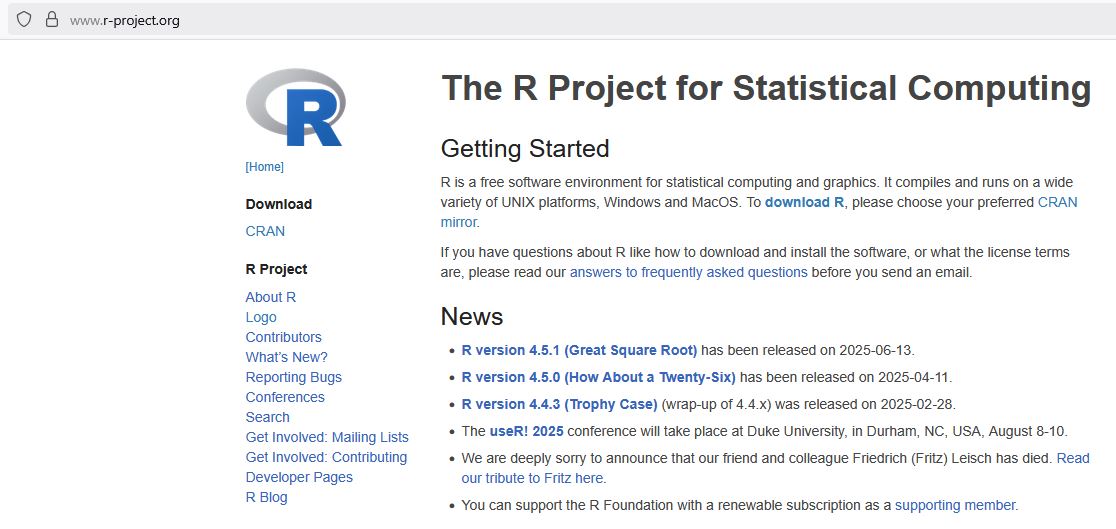 www.r-project.org
R
[Home]
Download
CRAN
R Project
About R
Logo
Contributors
What's New?
Reporting Bugs
Conferences
Search
Get Involved: Mailing Lists
Get Involved: Contributing
Developer Pages
R Blog
The R Project for Statistical Computing
Getting Started
R is a free software environment for statistical computing and graphics. It compiles and runs on a wide
variety of UNIX platforms, Windows and MacOS. To download R, please choose your preferred CRAN
mirror.
If you have questions about R like how to download and install the software, or what the license terms
are, please read our answers to frequently asked questions before you send an email.
News
• R version 4.5.1 (Great Square Root) has been released on 2025-06-13.
• R version 4.5.0 (How About a Twenty-Six) has been released on 2025-04-11.
• R version 4.4.3 (Trophy Case) (wrap-up of 4.4.x) was released on 2025-02-28.
• The useR! 2025 conference will take place at Duke University, in Durham, NC, USA, August 8-10.
• We are deeply sorry to announce that our friend and colleague Friedrich (Fritz) Leisch has died. Read
our tribute to Fritz here.
• You can support the R Foundation with a renewable subscription as a supporting member.